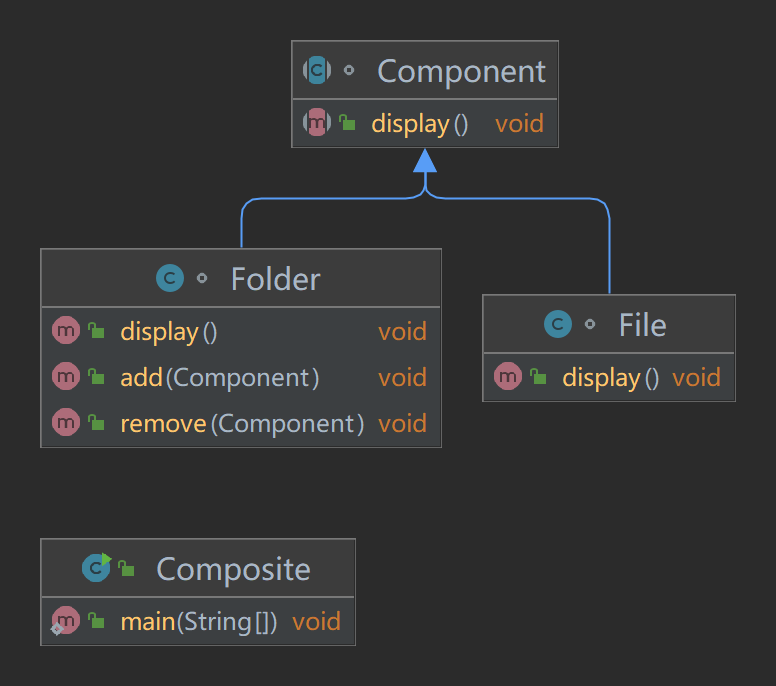 Component
display() void
Folder
display() void
add(Component) void
remove(Component) void
File
display() void
Composite
main(String[]) void